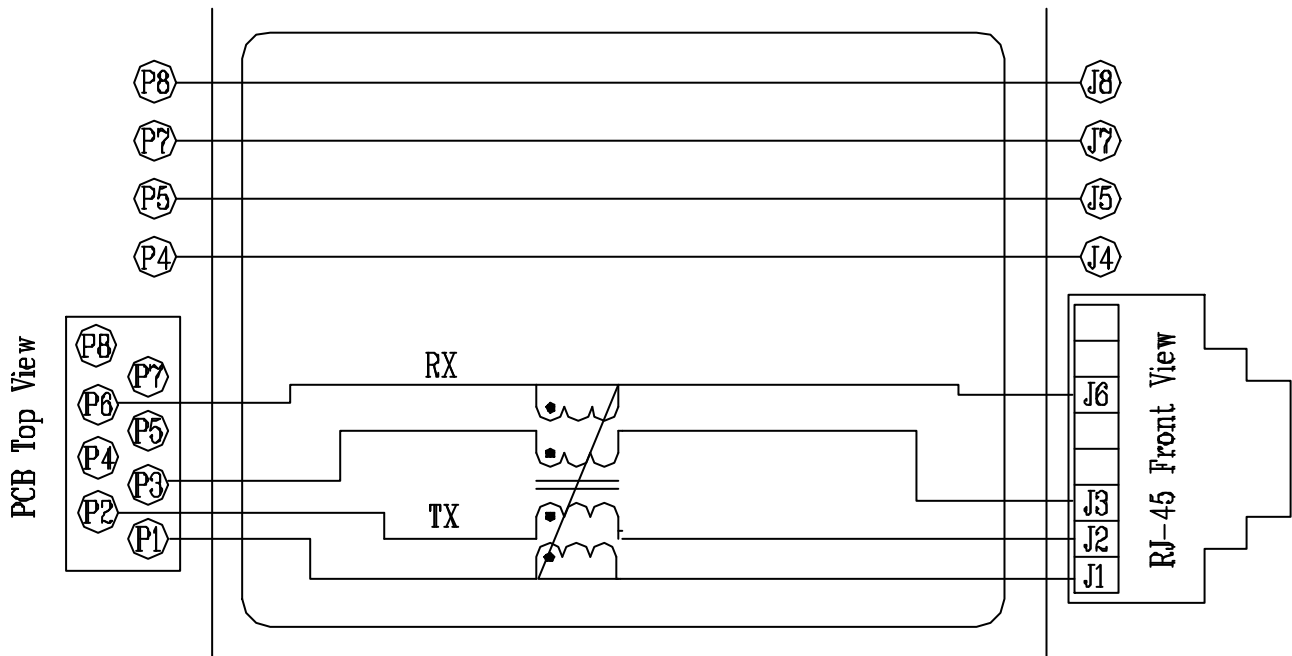 P8 J8
P7 J7
P5 J5
P4 J4
PCB Top View
P8
P7
P6
P5
P4
P3
P2
P1
RX
TX
J6
J3
J2
J1
RJ-45 Front View